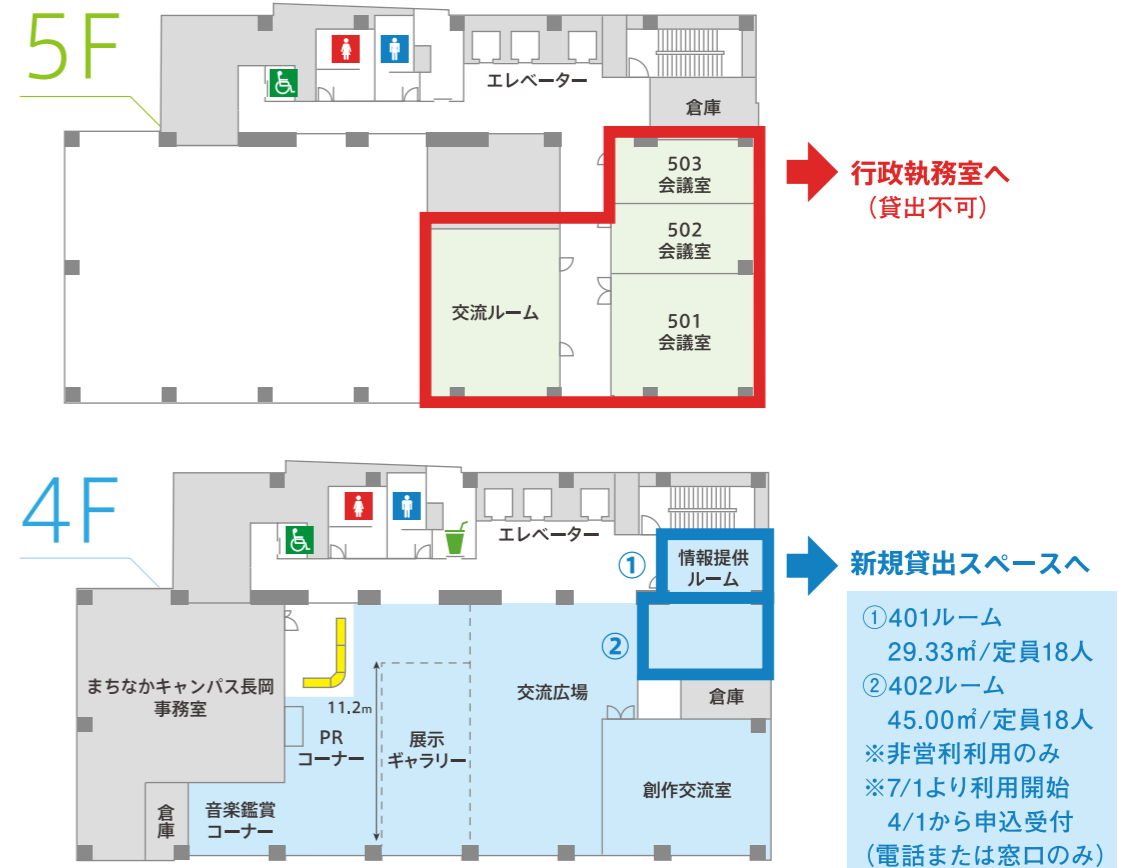 5F
エレベーター
倉庫
503
会議室
502
会議室
501
会議室
交流ルーム
行政執務室へ
（貸出不可）
4F
エレベーター
①
情報提供
ルーム
新規貸出スペースへ
②
①401ルーム
29.33㎡/定員18人
②402ルーム
45.00㎡/定員18人
※非営利利用のみ
※7/1より利用開始
4/1から申込受付
（電話または窓口のみ）
まちなかキャンパス長岡
事務室
11.2m
PR
コーナー
展示
ギャラリー
交流広場
倉庫
創作交流室
倉庫
音楽鑑賞
コーナー